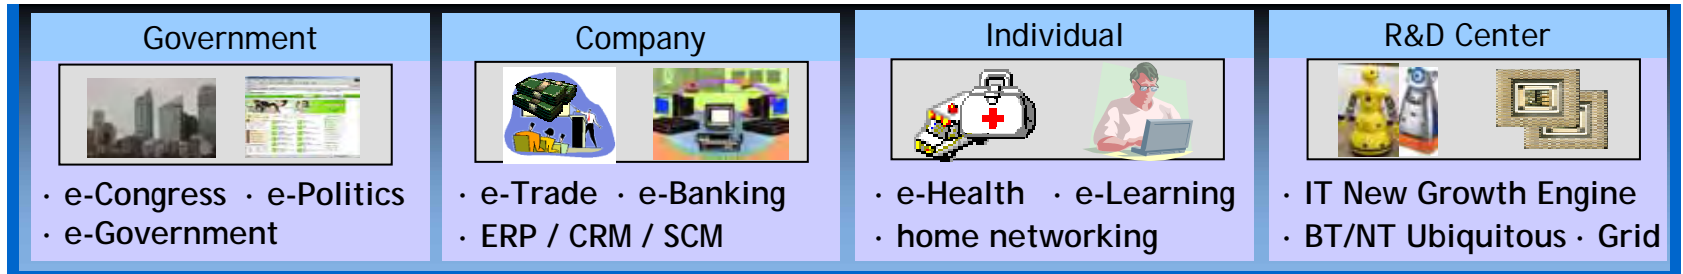 Government
· e-Congress · e-Politics
· e-Government
Company
· e-Trade · e-Banking
· ERP / CRM / SCM
Individual
· e-Health · e-Learning
· home networking
R&D Center
· IT New Growth Engine
· BT/NT Ubiquitous · Grid